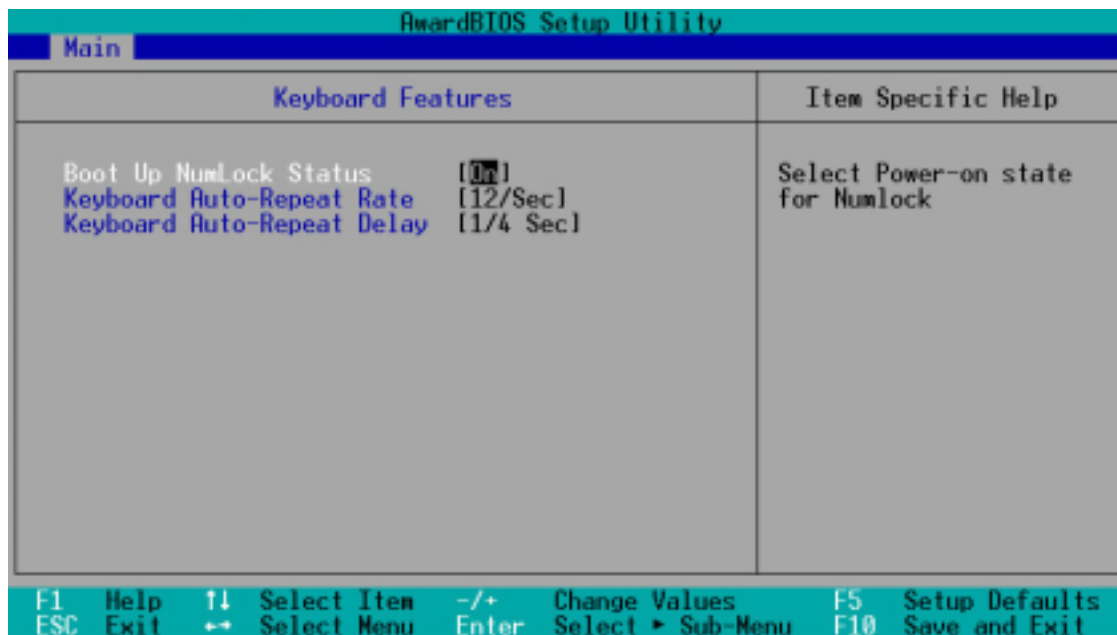 AwardBIOS Setup Utility
Main
Keyboard Features
Item Specific Help
Boot Up NumLock Status [On]
Keyboard Auto-Repeat Rate [12/Sec]
Keyboard Auto-Repeat Delay [1/4 Sec]
Select Power-on state
for Numlock
F1 Help ↑↓ Select Item -/+ Change Values F5 Setup Defaults
ESC Exit ←→ Select Menu Enter Select ► Sub-Menu F10 Save and Exit